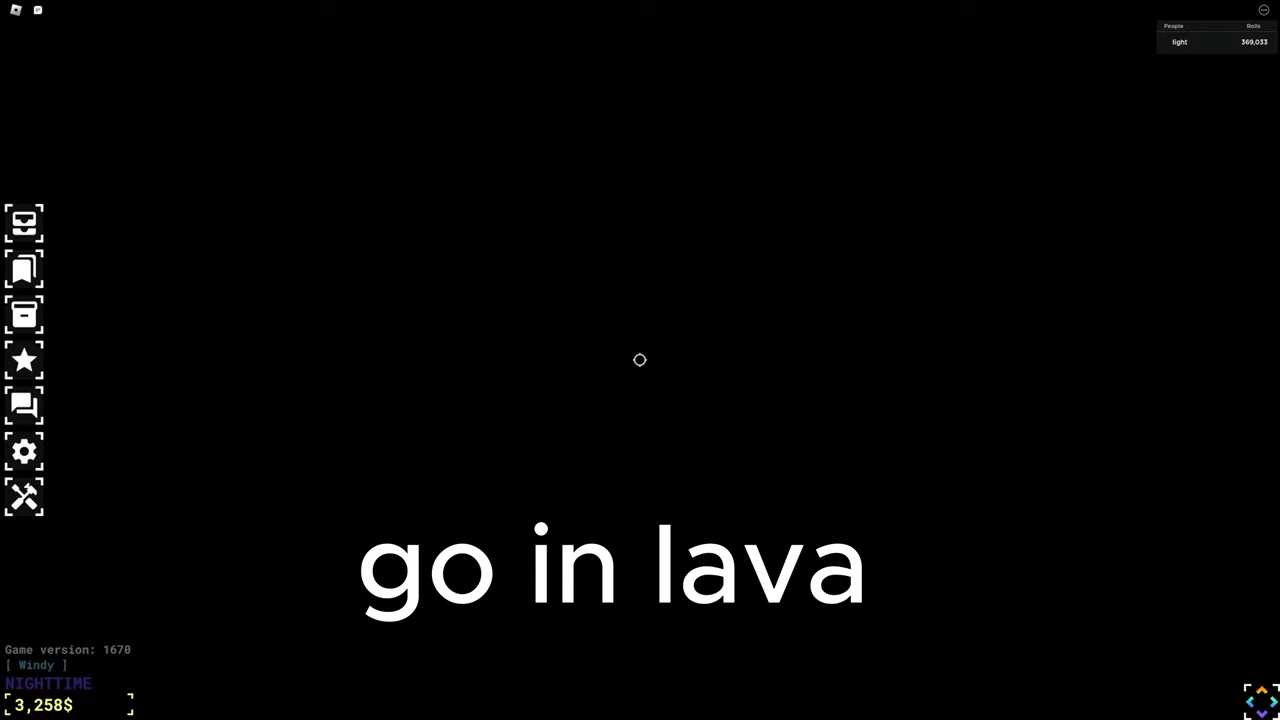 People Rolls
light 369,033
go in lava
Game version: 1670
[ Windy ]
NIGHTTIME
3,258$